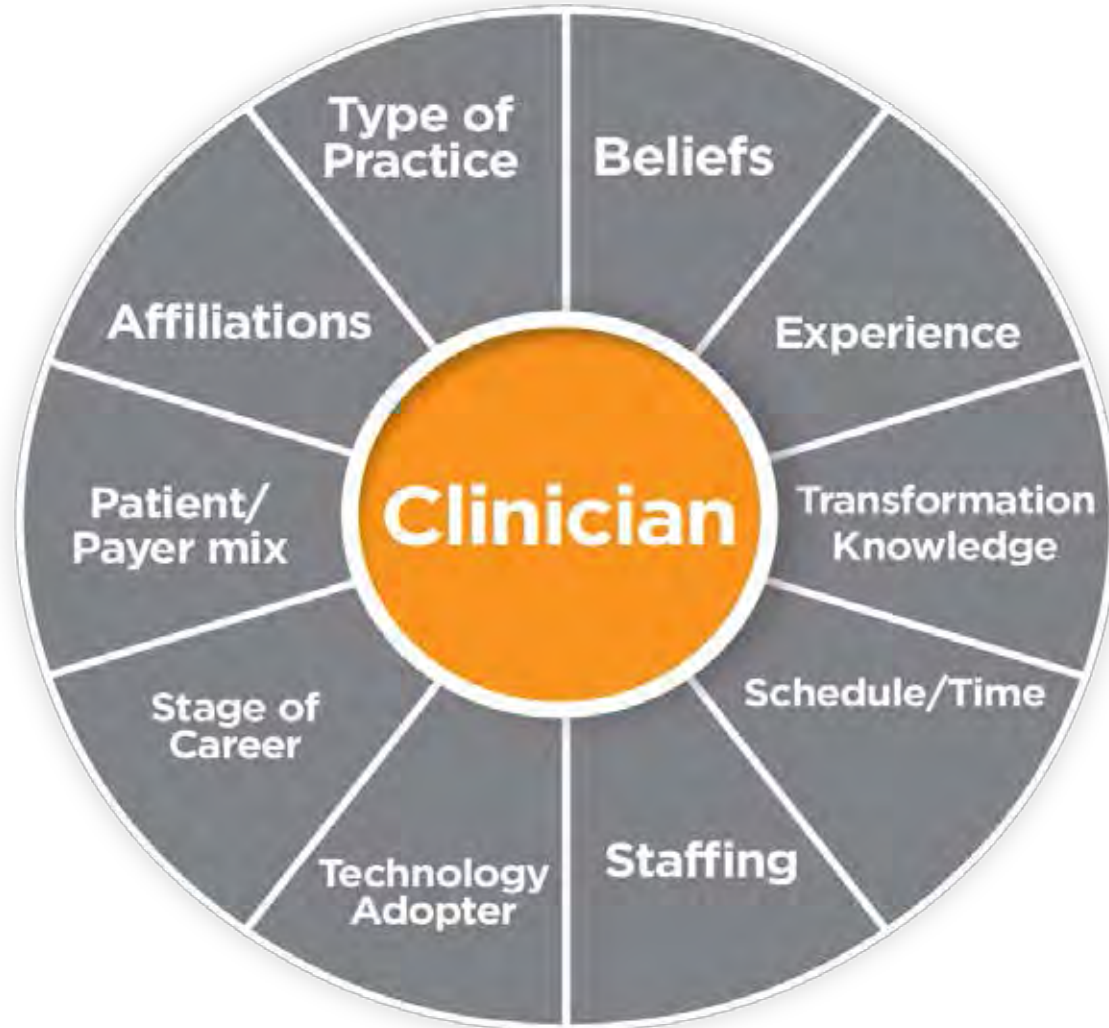 Type of
Practice
Beliefs
Affiliations
Experience
Patient/
Payer mix
Clinician
Transformation
Knowledge
Stage of
Career
Schedule/Time
Technology
Adopter
Staffing